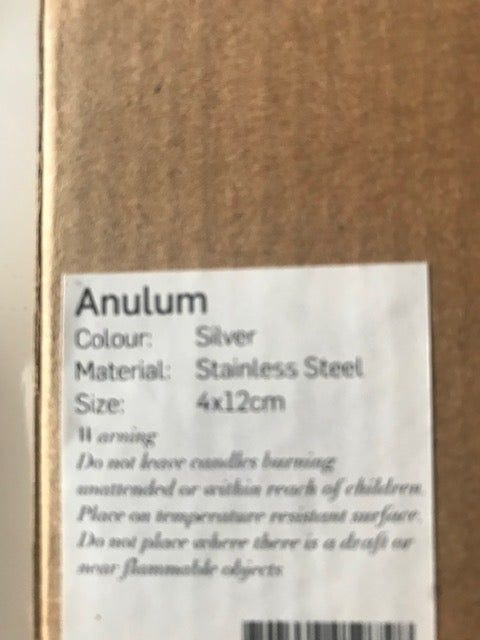 Anulum
Colour: Silver
Material: Stainless Steel
Size: 4x12cm
Warning
Do not leave candles burning
unattended or within reach of children.
Place on temperature resistant surface.
Do not place where there is a draft or
near flammable objects